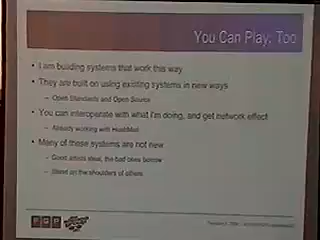 You Can Play, Too
I am building systems that work this way
They are built on using existing systems in new ways
– Open Standards and Open Source
You can interoperate with what I'm doing, and get network effect
– Already working with HushMail
Many of these systems are not new
– Good artists steal, the bad ones borrow
– Stand on the shoulders of others
PGP